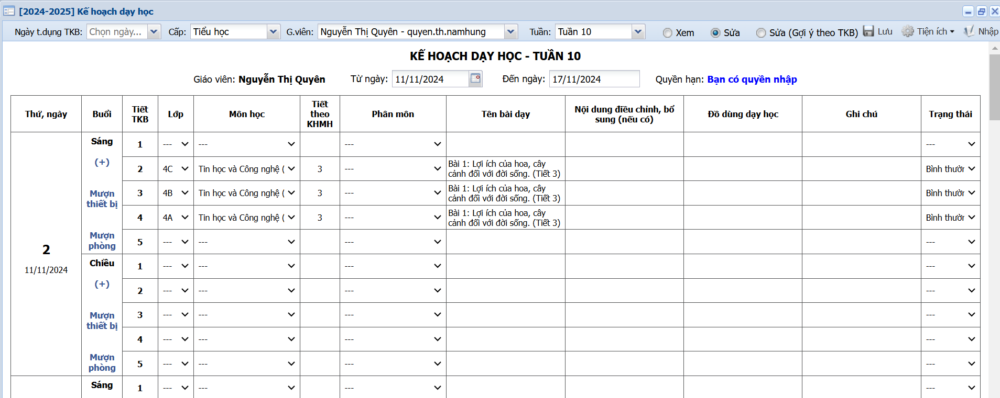 [2024-2025] Kế hoạch dạy học
Ngày t.dụng TKB: Chọn ngày... Cấp: Tiểu học G.viên: Nguyễn Thị Quyên - quyen.th.namhung Tuần: Tuần 10 Xem Sửa Sửa (Gợi ý theo TKB) Lưu Tiện ích Nhập
KẾ HOẠCH DẠY HỌC - TUẦN 10
Giáo viên: Nguyễn Thị Quyên Từ ngày: 11/11/2024 Đến ngày: 17/11/2024 Quyền hạn: Bạn có quyền nhập
Thứ, ngày Buổi Tiết TKB Lớp Môn học Tiết theo KHMH Phân môn Tên bài dạy Nội dung điều chỉnh, bổ sung (nếu có) Đồ dùng dạy học Ghi chú Trạng thái
2
11/11/2024
Sáng
(+)
Mượn thiết bị
Mượn phòng
1 --- --- --- ---
2 4C Tin học và Công nghệ ( 3 --- Bài 1: Lợi ích của hoa, cây cảnh đối với đời sống. (Tiết 3) Bình thườr
3 4B Tin học và Công nghệ ( 3 --- Bài 1: Lợi ích của hoa, cây cảnh đối với đời sống. (Tiết 3) Bình thườr
4 4A Tin học và Công nghệ ( 3 --- Bài 1: Lợi ích của hoa, cây cảnh đối với đời sống. (Tiết 3) Bình thườr
5 --- --- --- ---
Chiều
(+)
Mượn thiết bị
Mượn phòng
1 --- --- --- ---
2 --- --- --- ---
3 --- --- --- ---
4 --- --- --- ---
5 --- --- --- ---
Sáng
1 --- --- --- ---